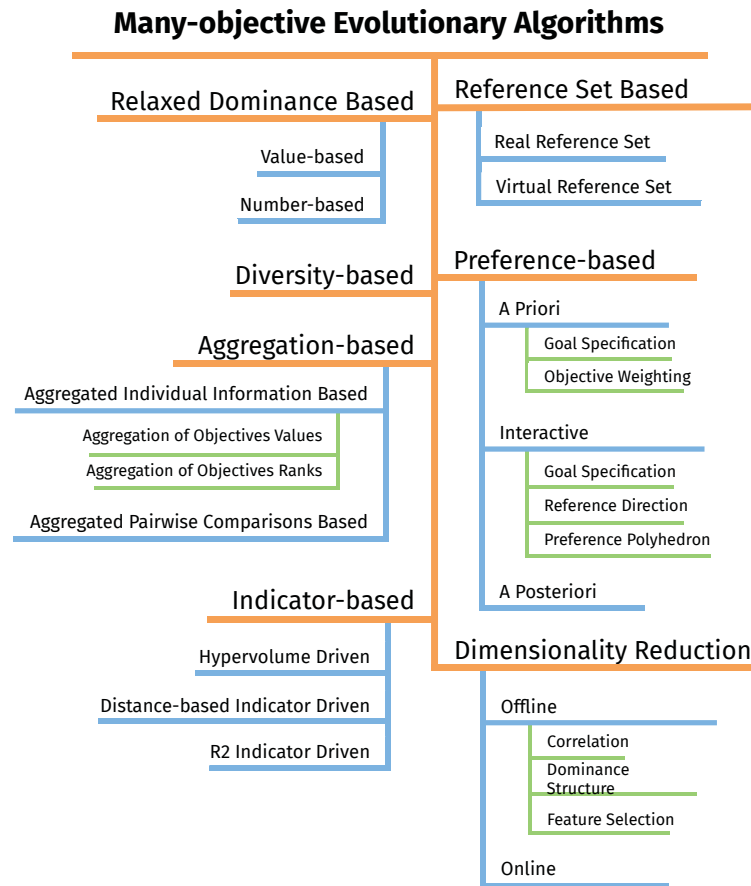 Many-objective Evolutionary Algorithms
Relaxed Dominance Based
Value-based
Number-based
Diversity-based
Aggregation-based
Aggregated Individual Information Based
Aggregation of Objectives Values
Aggregation of Objectives Ranks
Aggregated Pairwise Comparisons Based
Indicator-based
Hypervolume Driven
Distance-based Indicator Driven
R2 Indicator Driven
Reference Set Based
Real Reference Set
Virtual Reference Set
Preference-based
A Priori
Goal Specification
Objective Weighting
Interactive
Goal Specification
Reference Direction
Preference Polyhedron
A Posteriori
Dimensionality Reduction
Offline
Correlation
Dominance
Structure
Feature Selection
Online